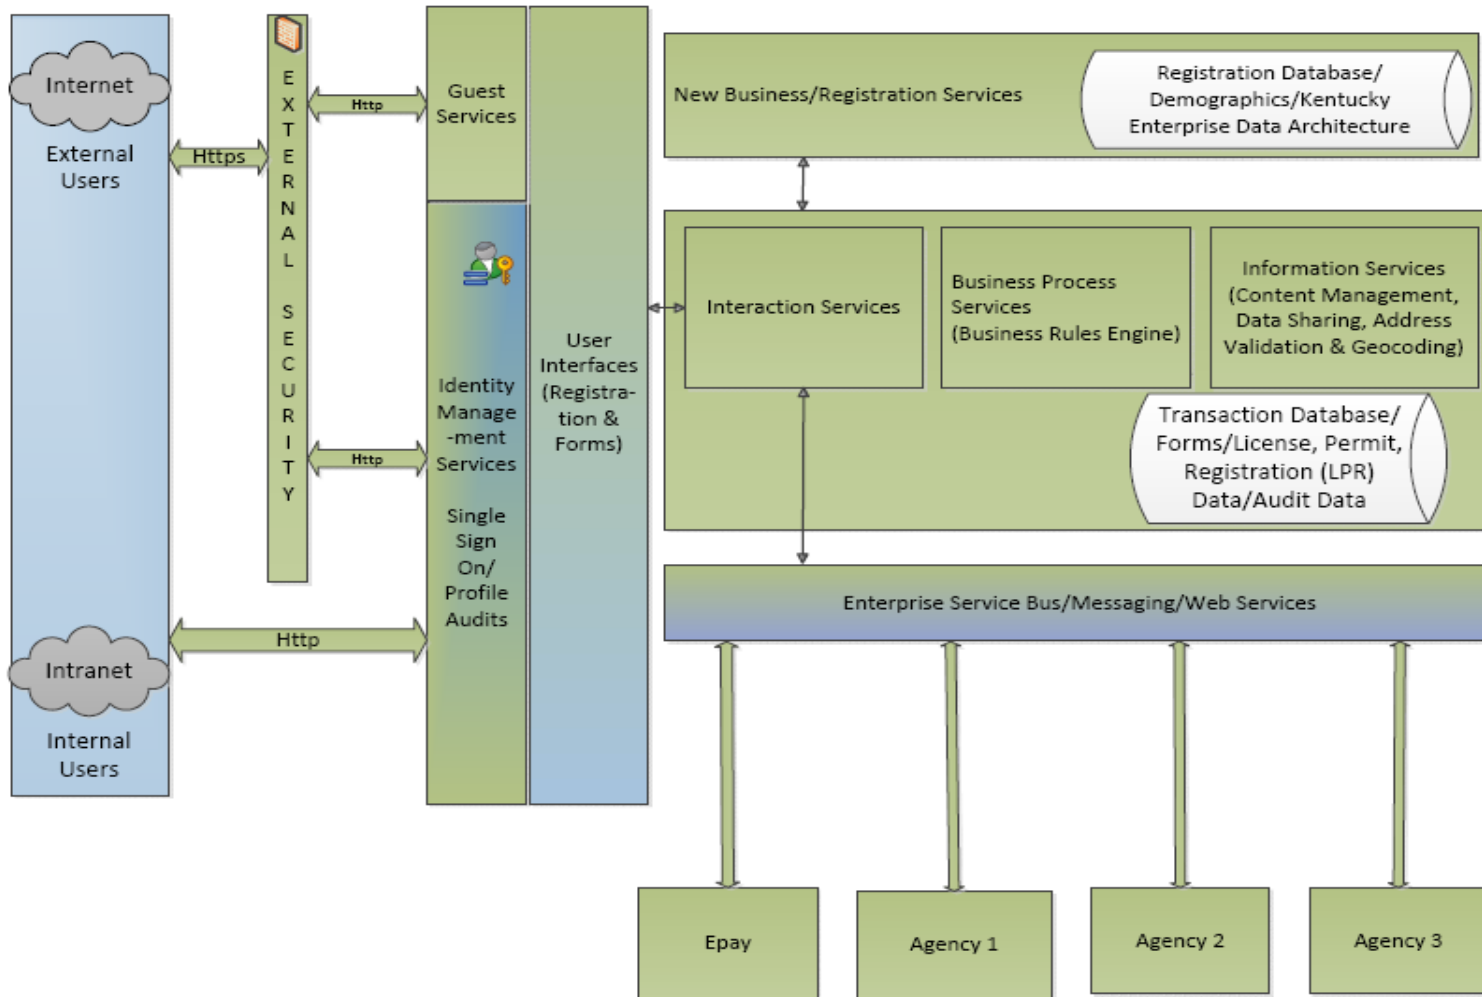 Internet
External
Users
Https
E
X
T
E
R
N
A
L
S
E
C
U
R
I
T
Y
Http
Http
Http
Intranet
Internal
Users
Guest
Services
Identity
Manage
-ment
Services
Single
Sign
On/
Profile
Audits
User
Interfaces
(Registra-
tion &
Forms)
New Business/Registration Services
Registration Database/
Demographics/Kentucky
Enterprise Data Architecture
Interaction Services
Business Process
Services
(Business Rules Engine)
Information Services
(Content Management,
Data Sharing, Address
Validation & Geocoding)
Transaction Database/
Forms/License, Permit,
Registration (LPR)
Data/Audit Data
Enterprise Service Bus/Messaging/Web Services
Epay
Agency 1
Agency 2
Agency 3